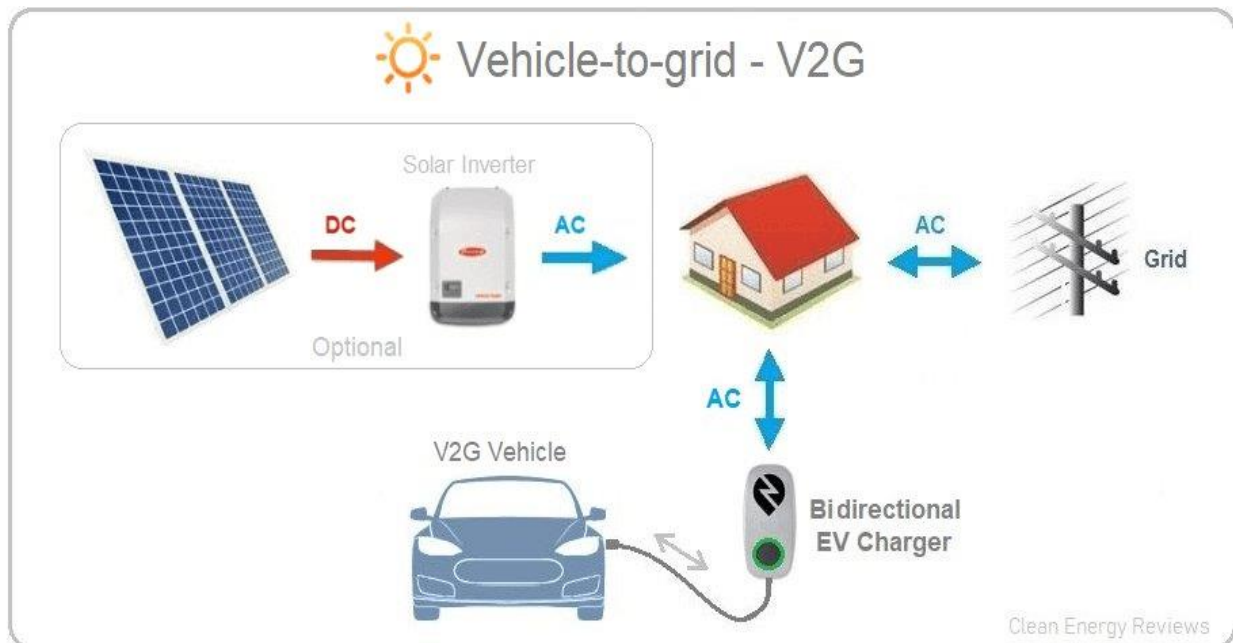 Vehicle-to-grid - V2G
Solar Inverter
DC
AC
AC
Grid
Optional
AC
V2G Vehicle
Bidirectional
EV Charger
Clean Energy Reviews